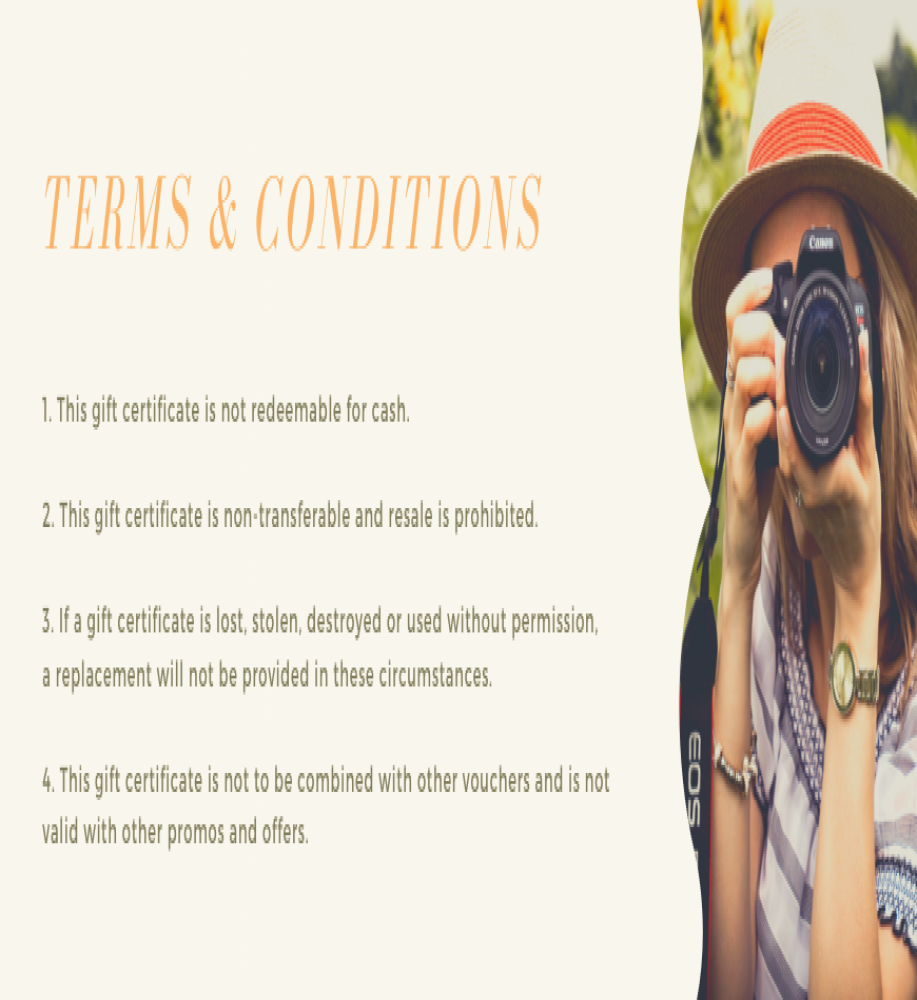 TERMS & CONDITIONS
1. This gift certificate is not redeemable for cash.
2. This gift certificate is non-transferable and resale is prohibited.
3. If a gift certificate is lost, stolen, destroyed or used without permission,
a replacement will not be provided in these circumstances.
4. This gift certificate is not to be combined with other vouchers and is not
valid with other promos and offers.
Canon
EOS